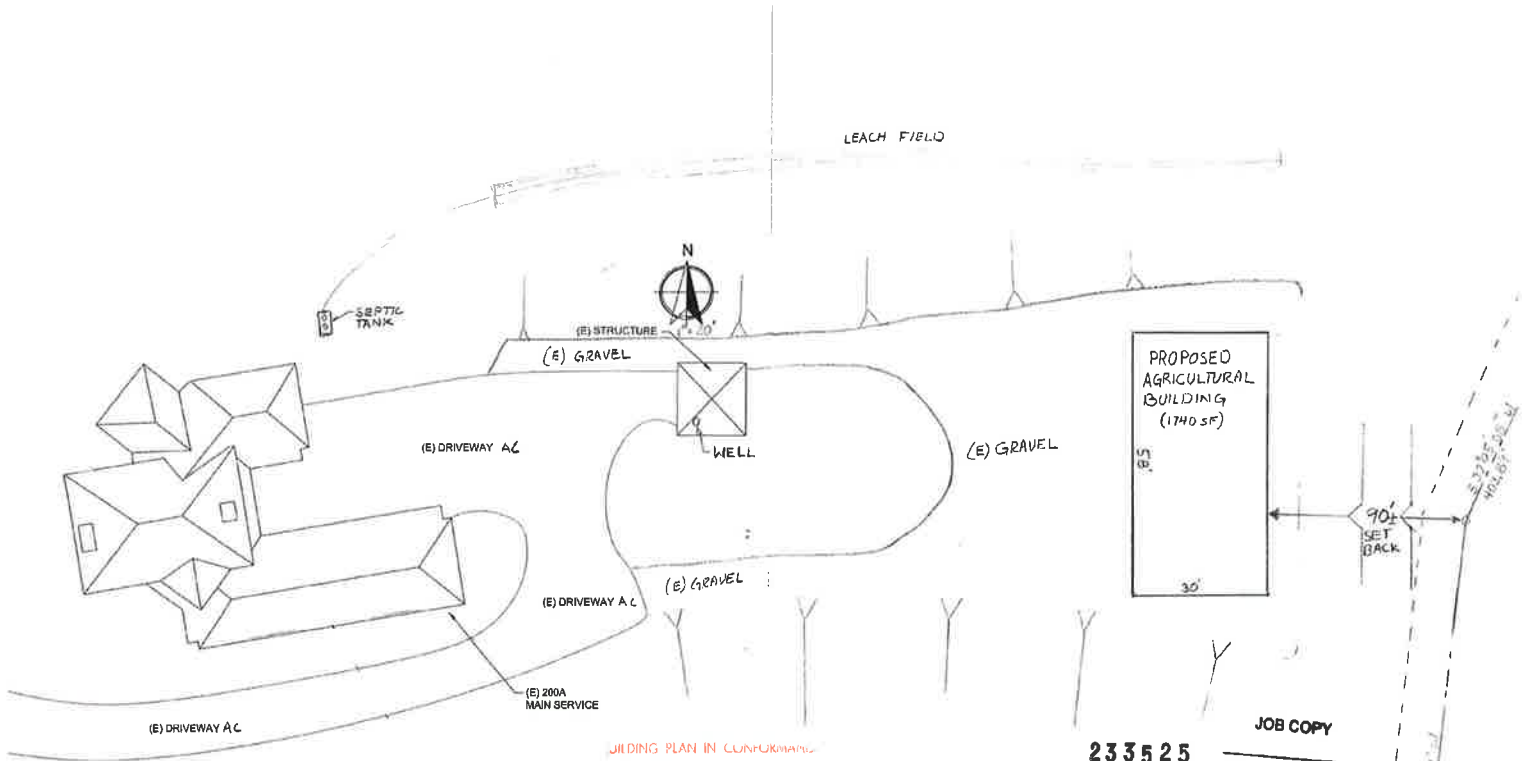 LEACH FIELD
N
SEPTIC
TANK
(E) STRUCTURE
(E) GRAVEL
PROPOSED
AGRICULTURAL
BUILDING
(1740 SF)
(E) DRIVEWAY AC
WELL
(E) GRAVEL
58'
90'±
SET
BACK
(E) GRAVEL
30'
(E) DRIVEWAY AC
(E) 200A
MAIN SERVICE
(E) DRIVEWAY AC
JOB COPY
233525